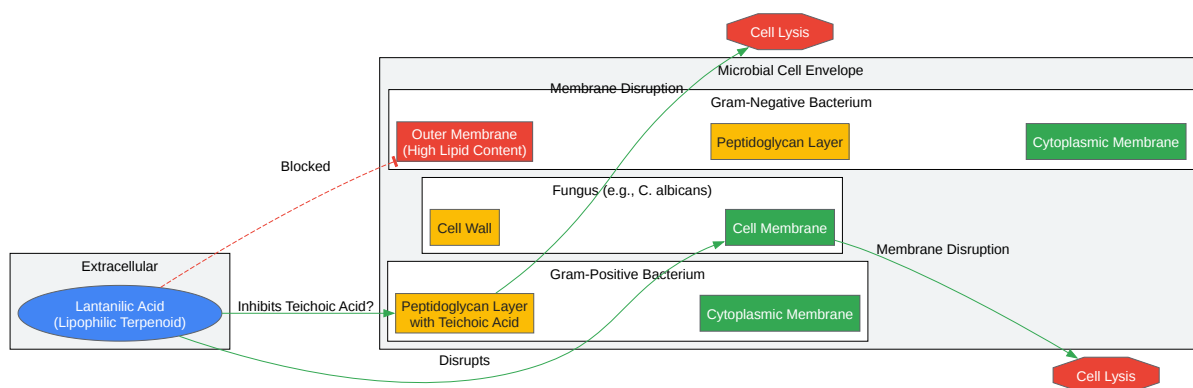 Cell Lysis
Microbial Cell Envelope
Membrane Disruption
Gram-Negative Bacterium
Outer Membrane
(High Lipid Content)
Peptidoglycan Layer
Cytoplasmic Membrane
Blocked
Fungus (e.g., C. albicans)
Cell Wall
Cell Membrane
Membrane Disruption
Extracellular
Gram-Positive Bacterium
Lantanilic Acid
(Lipophilic Terpenoid)
Inhibits Teichoic Acid?
Peptidoglycan Layer
with Teichoic Acid
Cytoplasmic Membrane
Disrupts
Cell Lysis